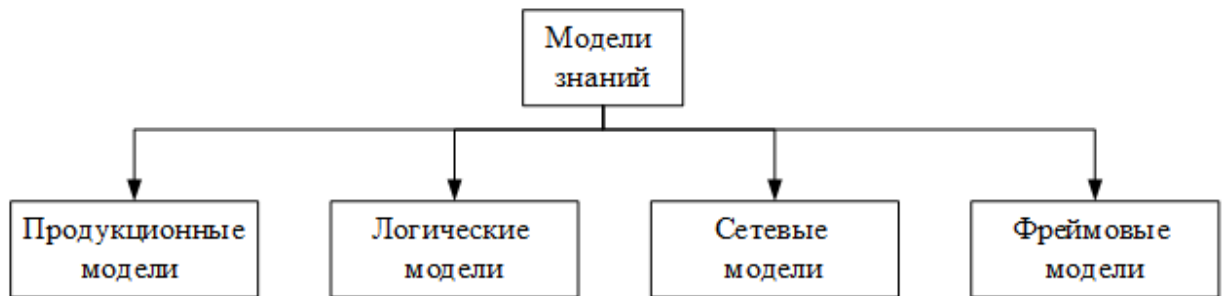 Модели
знаний
Продукционные
модели
Логические
модели
Сетевые
модели
Фреймовые
модели